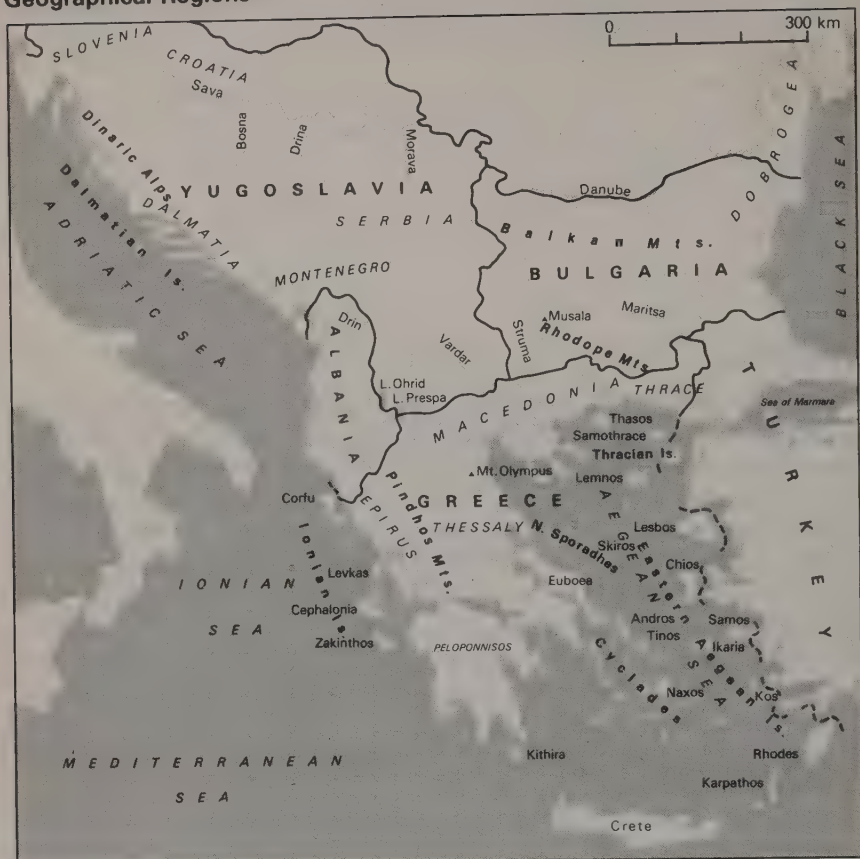 Geographical Regions
0 300 km
SLOVENIA
CROATIA
Sava
Bosna
Drina
Morava
Dinaric Alps
YUGOSLAVIA
Danube
DOBROGEA
BLACK SEA
Dalmatian Is.
DALMATIA
SERBIA
ADRIATIC SEA
Balkan Mts.
BULGARIA
MONTENEGRO
Musala
Maritsa
Drin
Struma
Rhodope Mts.
Vardar
ALBANIA
L. Ohrid
L. Prespa
MACEDONIA
THRACE
TURKEY
Sea of Marmare
Thasos
Samothrace
Thracian Is.
Mt. Olympus
Lemnos
Corfu
Pindhos Mts.
GREECE
EPIRUS
THESSALY
N. Sporadhes
AEGEAN SEA
Lesbos
Skiros
Eastern Aegean Is.
Chios
Ionian Is.
Levkas
Euboea
IONIAN
SEA
Cephalonia
Zakinthos
Andros
Samos
Tinos
Ikaria
PELOPONNISOS
Cyclades
Naxos
Kos
MEDITERRANEAN
SEA
Kithira
Rhodes
Karpathos
Crete